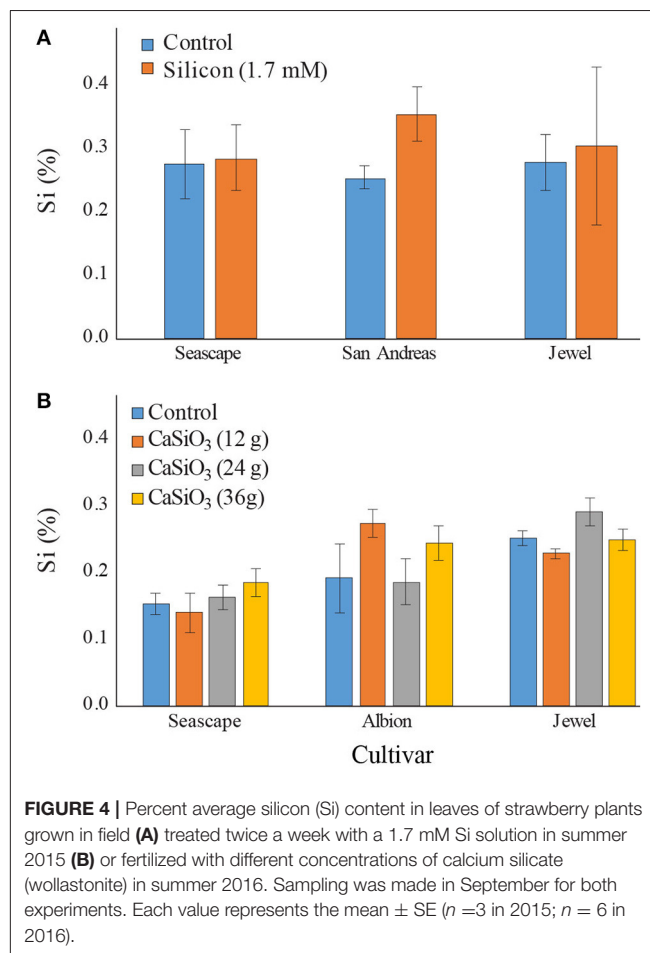 A
Control
Silicon (1.7 mM)
0.4
0.3
0.2
0.1
0.0
Si (%)
Seascape San Andreas Jewel
B
Control
CaSiO₃ (12 g)
CaSiO₃ (24 g)
CaSiO₃ (36g)
0.4
0.3
0.2
0.1
0.0
Si (%)
Seascape Albion Jewel
Cultivar
FIGURE 4 | Percent average silicon (Si) content in leaves of strawberry plants
grown in field (A) treated twice a week with a 1.7 mM Si solution in summer
2015 (B) or fertilized with different concentrations of calcium silicate
(wollastonite) in summer 2016. Sampling was made in September for both
experiments. Each value represents the mean ± SE (n =3 in 2015; n = 6 in
2016).